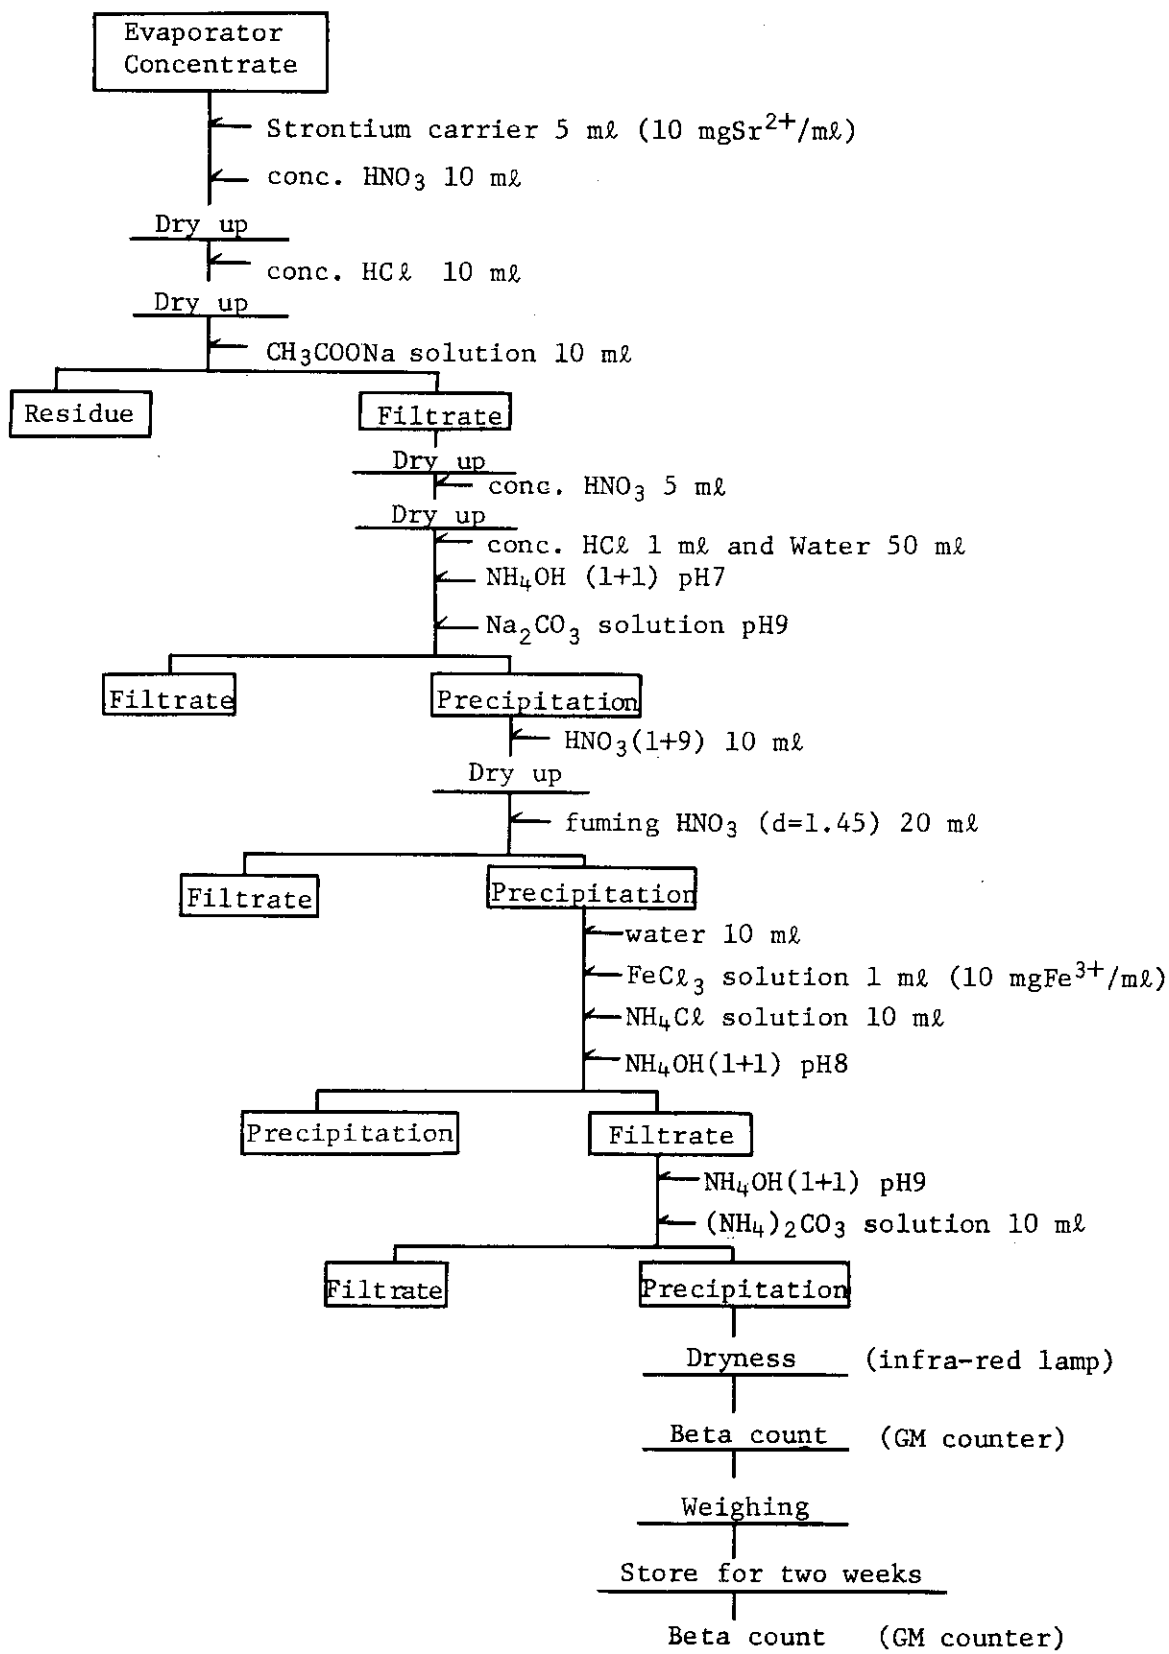 Evaporator
Concentrate
Strontium carrier 5 mℓ (10 mgSr²⁺/mℓ)
conc. HNO₃ 10 mℓ
Dry up
conc. HCℓ 10 mℓ
Dry up
CH₃COONa solution 10 mℓ
Residue
Filtrate
Dry up
conc. HNO₃ 5 mℓ
Dry up
conc. HCℓ 1 mℓ and Water 50 mℓ
NH₄OH (1+1) pH7
Na₂CO₃ solution pH9
Filtrate
Precipitation
HNO₃(1+9) 10 mℓ
Dry up
fuming HNO₃ (d=1.45) 20 mℓ
Filtrate
Precipitation
water 10 mℓ
FeCℓ₃ solution 1 mℓ (10 mgFe³⁺/mℓ)
NH₄Cℓ solution 10 mℓ
NH₄OH(1+1) pH8
Precipitation
Filtrate
NH₄OH(1+1) pH9
(NH₄)₂CO₃ solution 10 mℓ
Filtrate
Precipitation
Dryness (infra-red lamp)
Beta count (GM counter)
Weighing
Store for two weeks
Beta count (GM counter)